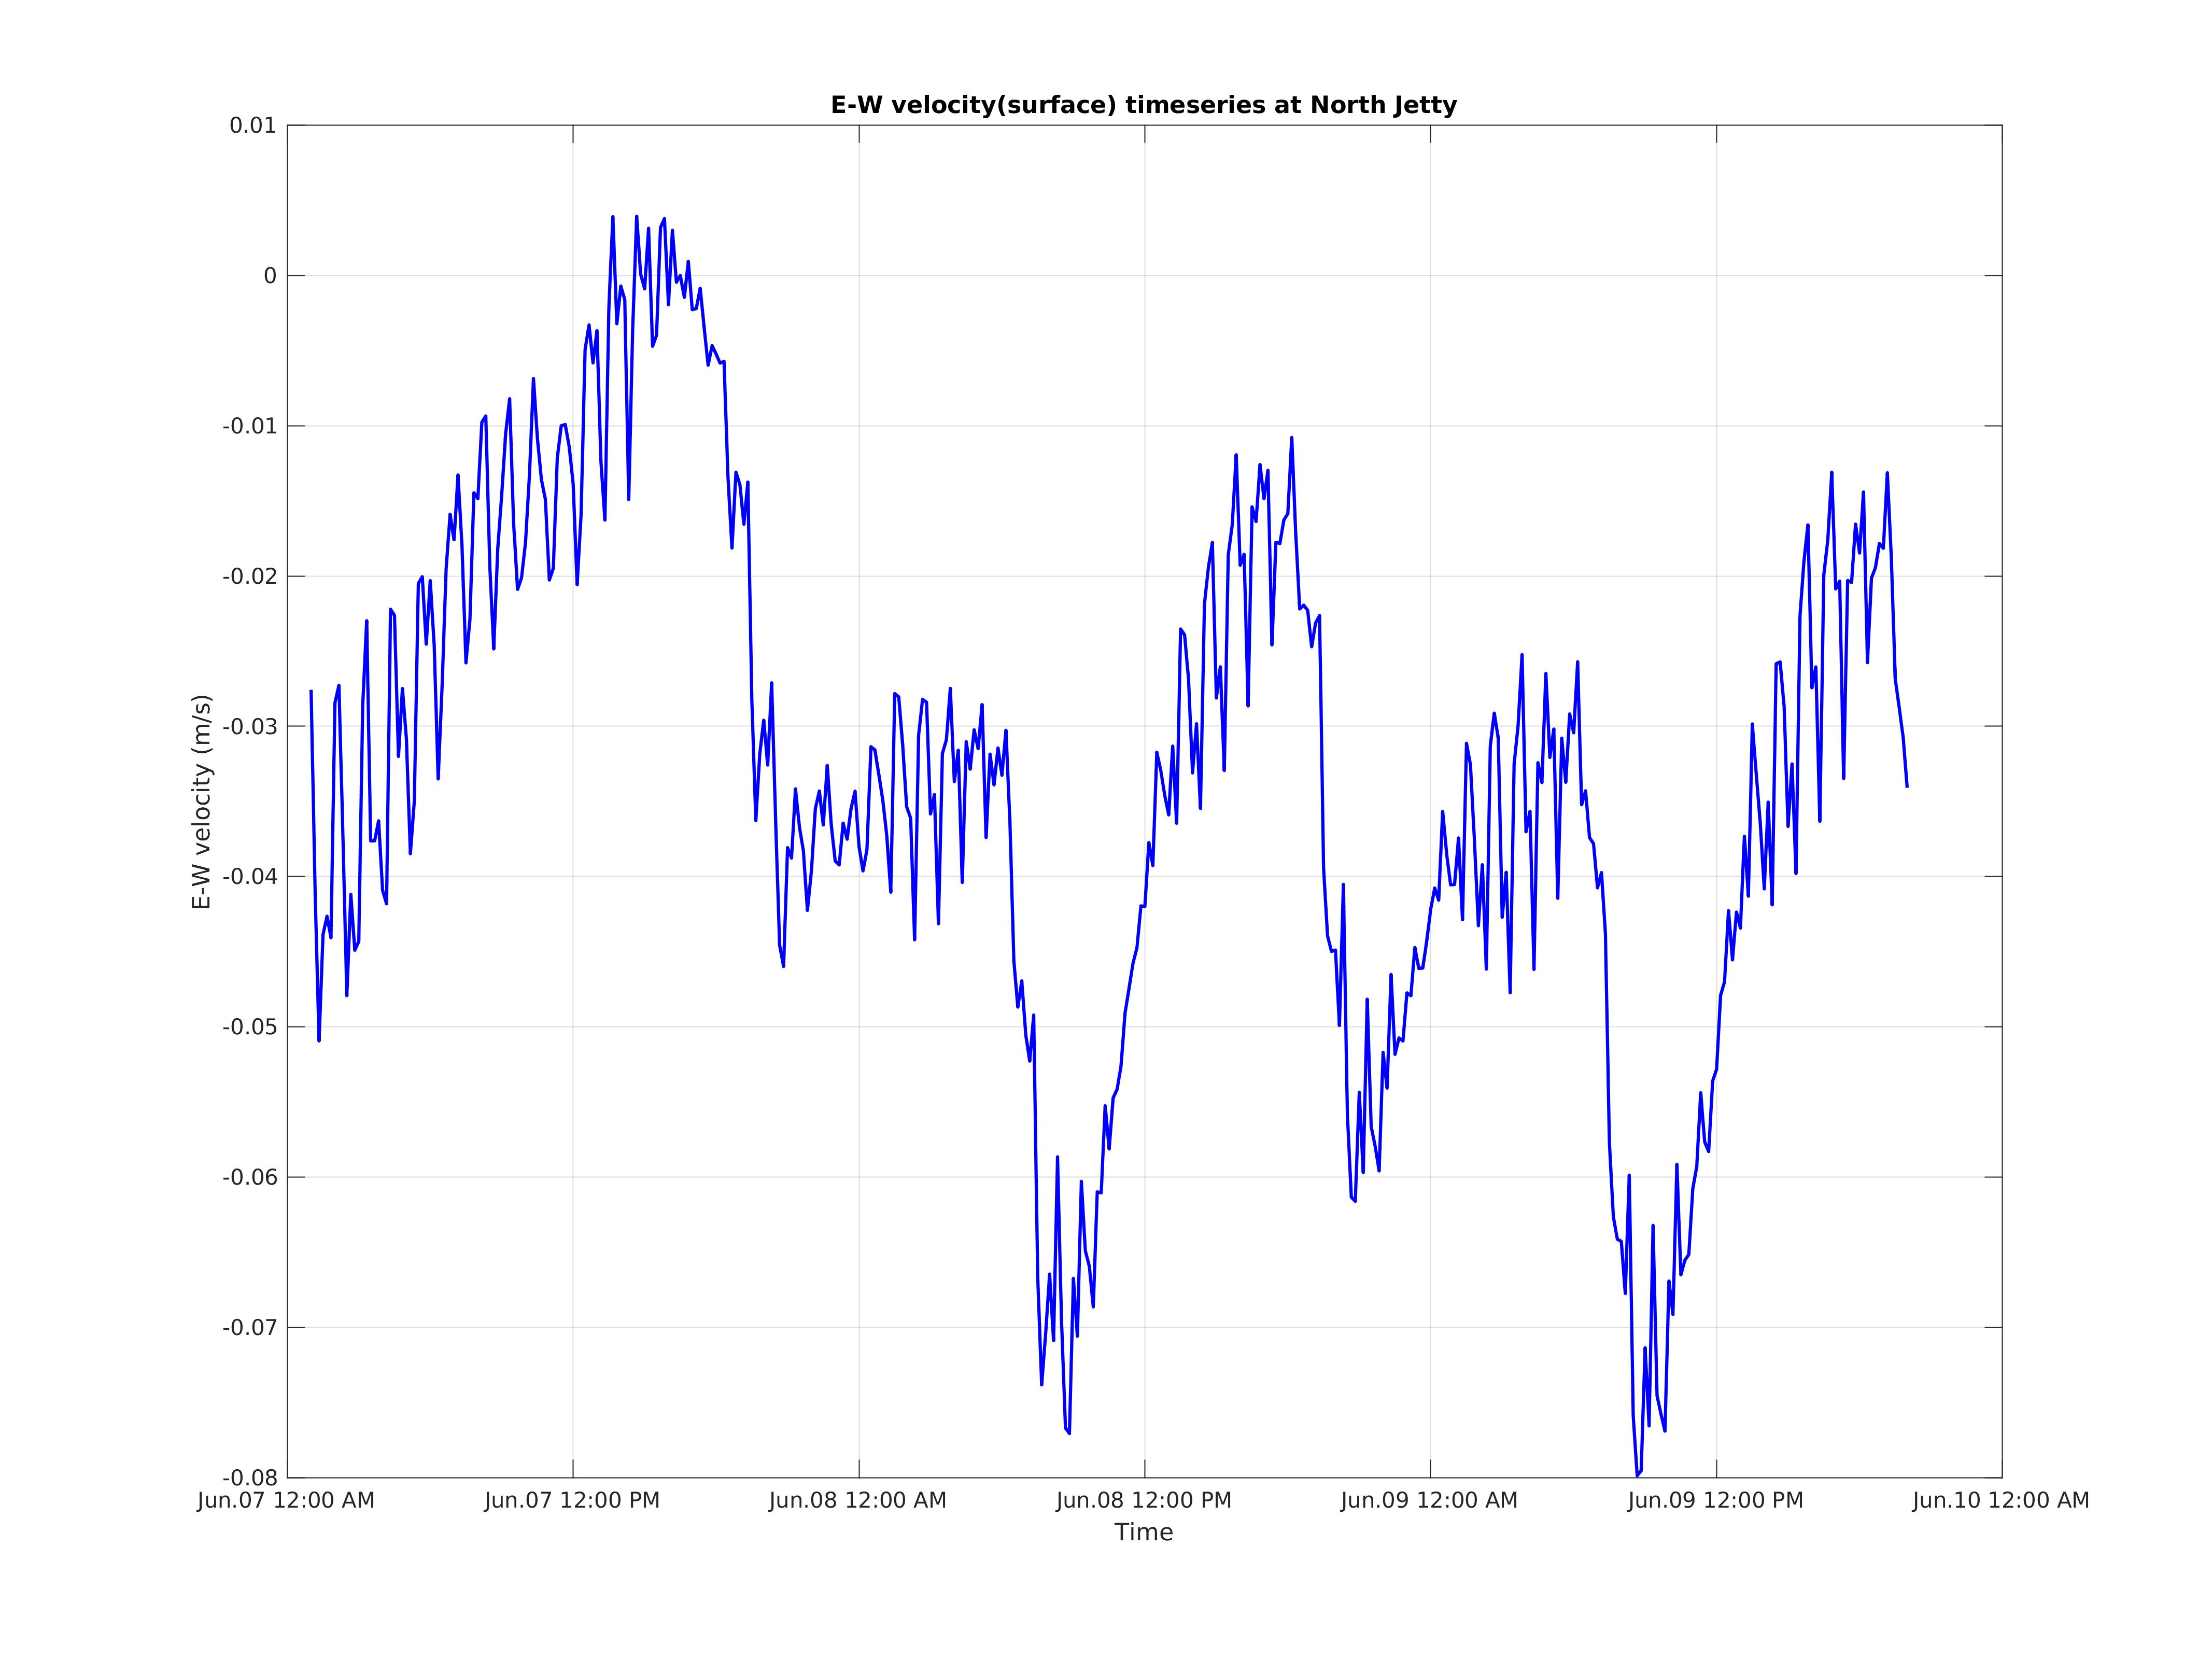 E-W velocity(surface) timeseries at North Jetty
0.01
0
-0.01
-0.02
-0.03
-0.04
-0.05
-0.06
-0.07
-0.08
E-W velocity (m/s)
Jun.07 12:00 AM
Jun.07 12:00 PM
Jun.08 12:00 AM
Jun.08 12:00 PM
Jun.09 12:00 AM
Jun.09 12:00 PM
Jun.10 12:00 AM
Time